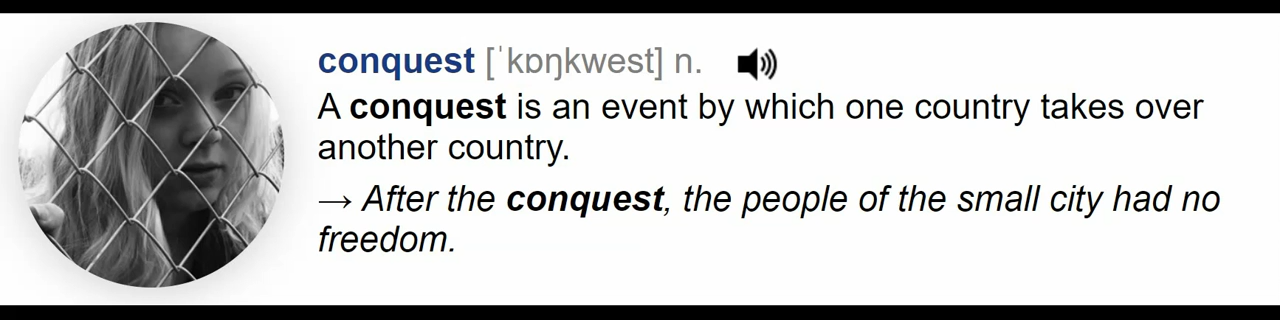 conquest [ˈkɒŋkwest] n.
A conquest is an event by which one country takes over
another country.
→ After the conquest, the people of the small city had no
freedom.